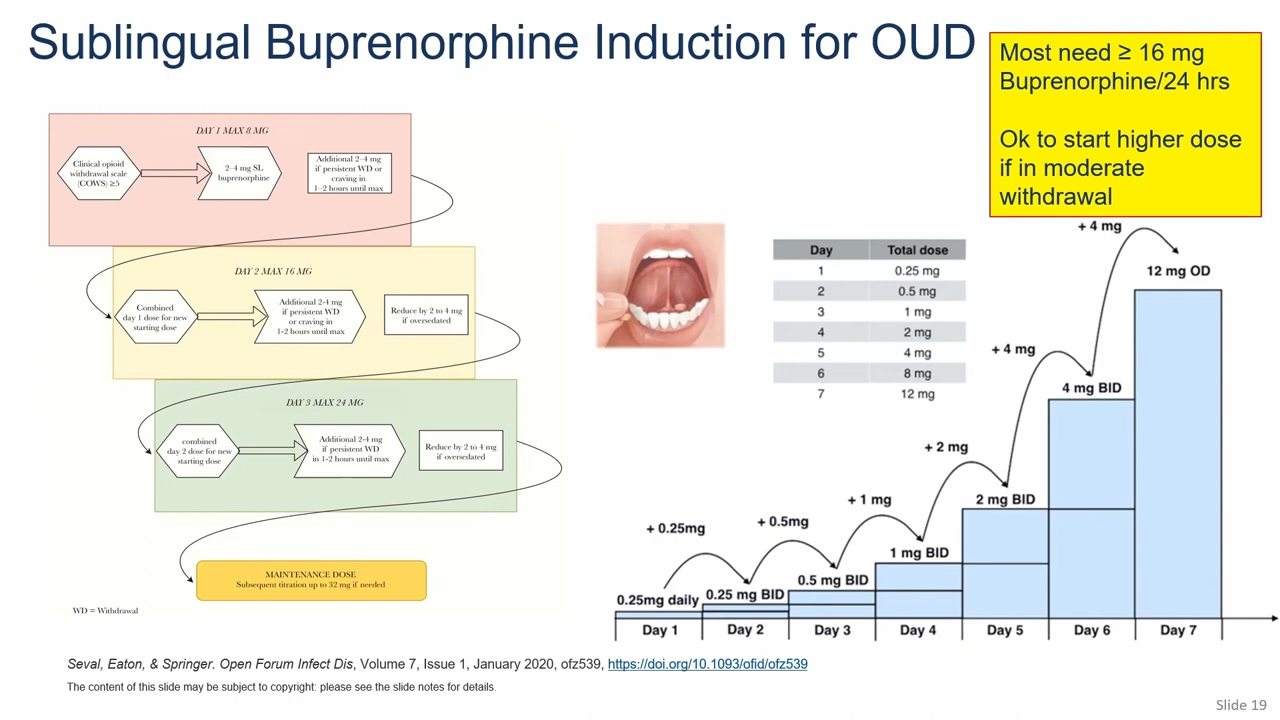 Sublingual Buprenorphine Induction for OUD
Most need ≥ 16 mg
Buprenorphine/24 hrs
Ok to start higher dose
if in moderate
withdrawal
DAY 1 MAX 8 MG
Clinical opioid
withdrawal scale
(COWS) ≥5
2–4 mg SL
buprenorphine
Additional 2–4 mg
if persistent WD or
craving in
1–2 hours until max
DAY 2 MAX 16 MG
Combined
day 1 dose for new
starting dose
Additional 2-4 mg
if persistent WD
or craving in
1-2 hours until max
Reduce by 2 to 4 mg
if oversedated
DAY 3 MAX 24 MG
combined
day 2 dose for new
starting dose
Additional 2-4 mg
if persistent WD
in 1-2 hours until max
Reduce by 2 to 4 mg
if oversedated
MAINTENANCE DOSE
Subsequent titration up to 32 mg if needed
WD = Withdrawal
Day Total dose
1 0.25 mg
2 0.5 mg
3 1 mg
4 2 mg
5 4 mg
6 8 mg
7 12 mg
+ 0.25mg
+ 0.5mg
+ 1 mg
+ 2 mg
+ 4 mg
+ 4 mg
0.25mg daily
0.25 mg BID
0.5 mg BID
1 mg BID
2 mg BID
4 mg BID
12 mg OD
Day 1 Day 2 Day 3 Day 4 Day 5 Day 6 Day 7
Seval, Eaton, & Springer. Open Forum Infect Dis, Volume 7, Issue 1, January 2020, ofz539, https://doi.org/10.1093/ofid/ofz539
The content of this slide may be subject to copyright: please see the slide notes for details.
Slide 19